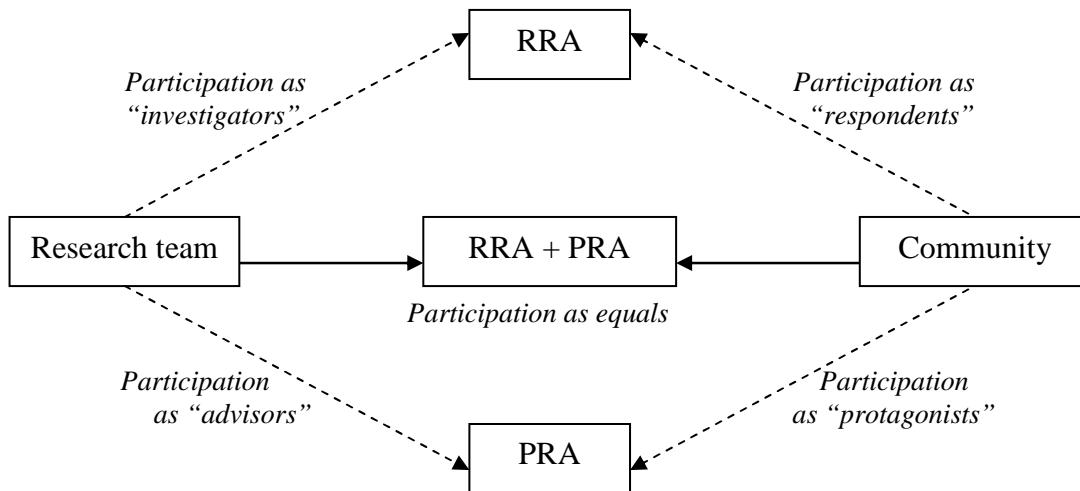 RRA
Participation as
“investigators”
Participation as
“respondents”
Research team
RRA + PRA
Community
Participation as equals
Participation
as “advisors”
Participation
as “protagonists”
PRA